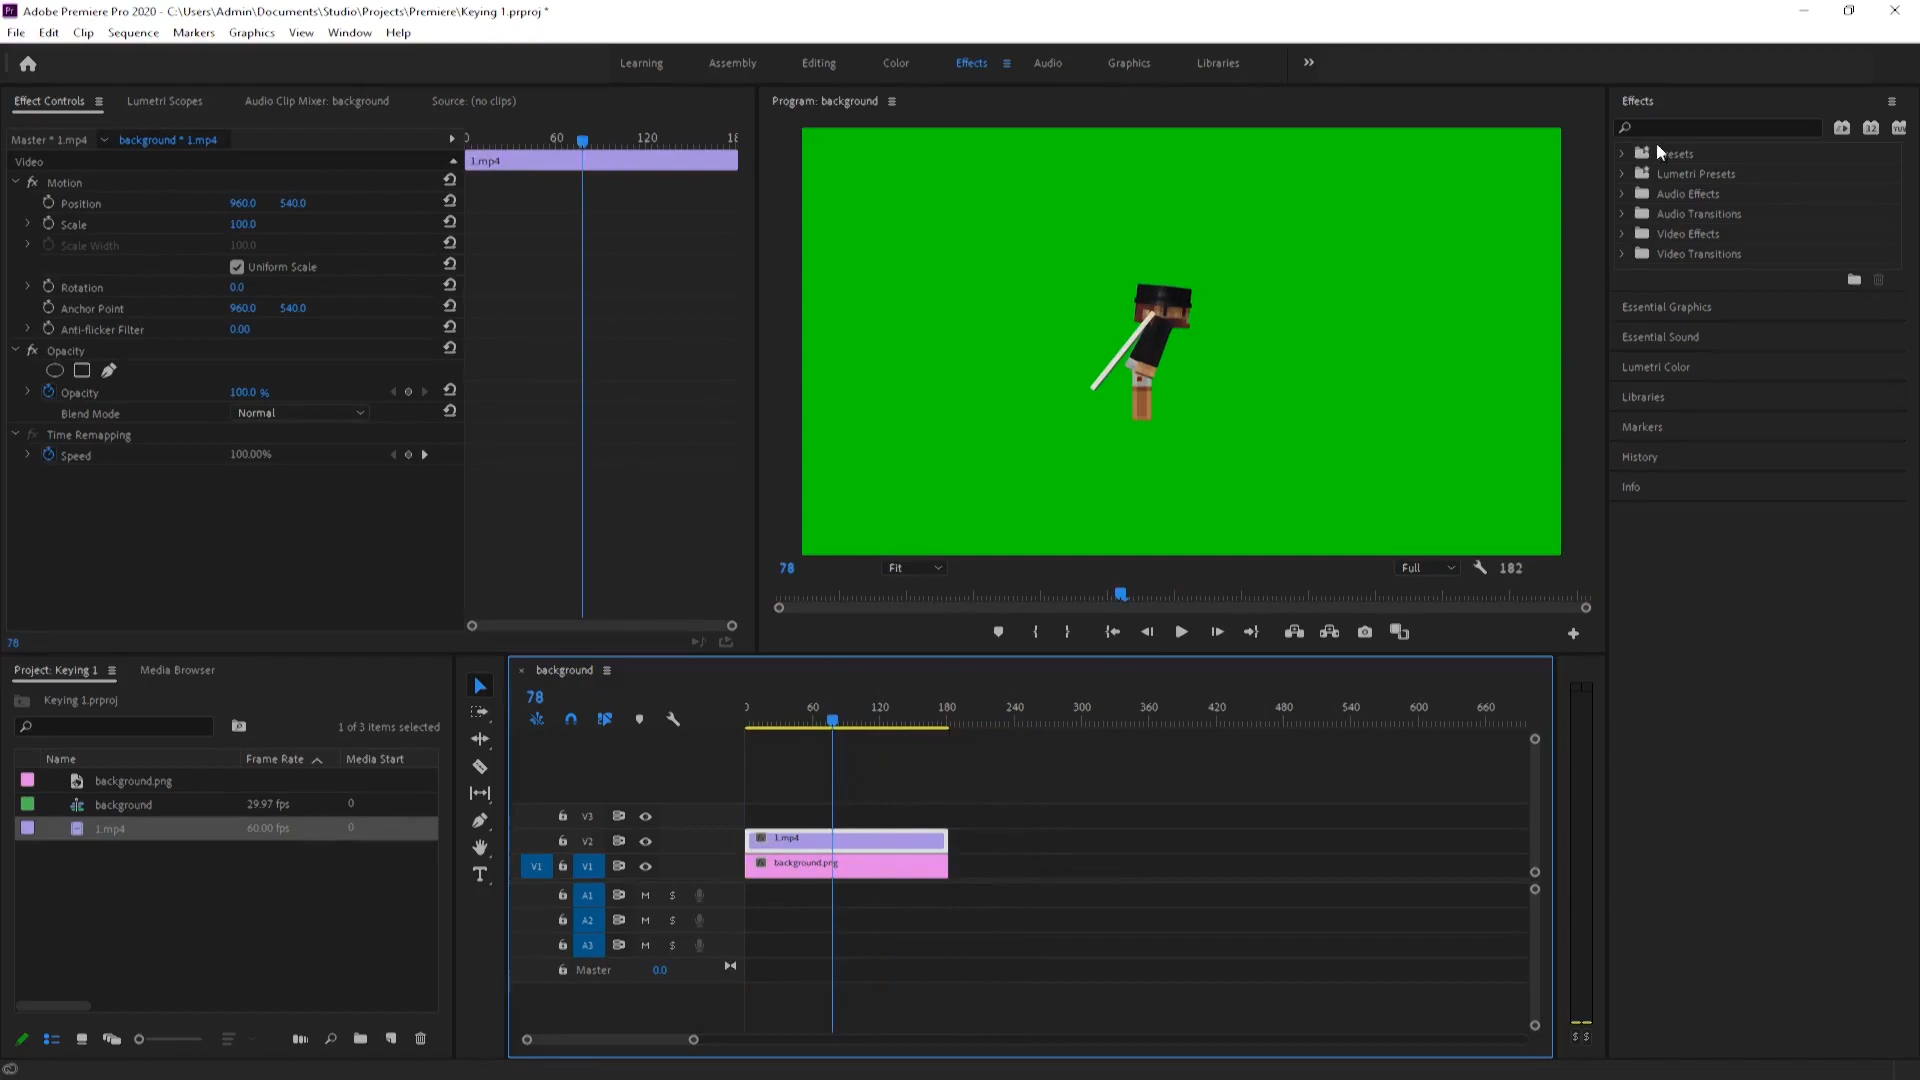 Adobe Premiere Pro 2020 - C:\Users\Admin\Documents\Studio\Projects\Premiere\Keying 1.prproj *
File Edit Clip Sequence Markers Graphics View Window Help
Learning Assembly Editing Color Effects Audio Graphics Libraries
Effect Controls Lumetri Scopes Audio Clip Mixer: background Source: (no clips)
Master * 1.mp4 background * 1.mp4
60 120 18
Video
1.mp4
Motion
Position 960.0 540.0
Scale 100.0
Scale Width 100.0
Uniform Scale
Rotation 0.0
Anchor Point 960.0 540.0
Anti-flicker Filter 0.00
Opacity
Opacity 100.0 %
Blend Mode Normal
Time Remapping
Speed 100.00%
78
Program: background
78 Fit Full 182
Effects
Presets
Lumetri Presets
Audio Effects
Audio Transitions
Video Effects
Video Transitions
Essential Graphics
Essential Sound
Lumetri Color
Libraries
Markers
History
Info
Project: Keying 1 Media Browser
Keying 1.prproj
1 of 3 items selected
Name Frame Rate Media Start
background.png
background 29.97 fps 0
1.mp4 60.00 fps 0
background
78
0 60 120 180 240 300 360 420 480 540 600 660
V3
V2
1.mp4
V1 V1
background.png
A1 M S
A2 M S
A3 M S
Master 0.0
S S